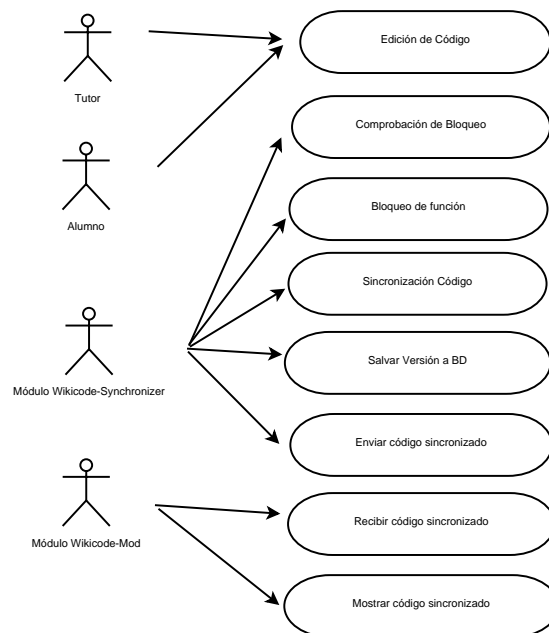 Edición de Código
Tutor
Comprobación de Bloqueo
Alumno
Bloqueo de función
Sincronización Código
Salvar Versión a BD
Módulo Wikicode-Synchronizer
Enviar código sincronizado
Recibir código sincronizado
Módulo Wikicode-Mod
Mostrar código sincronizado